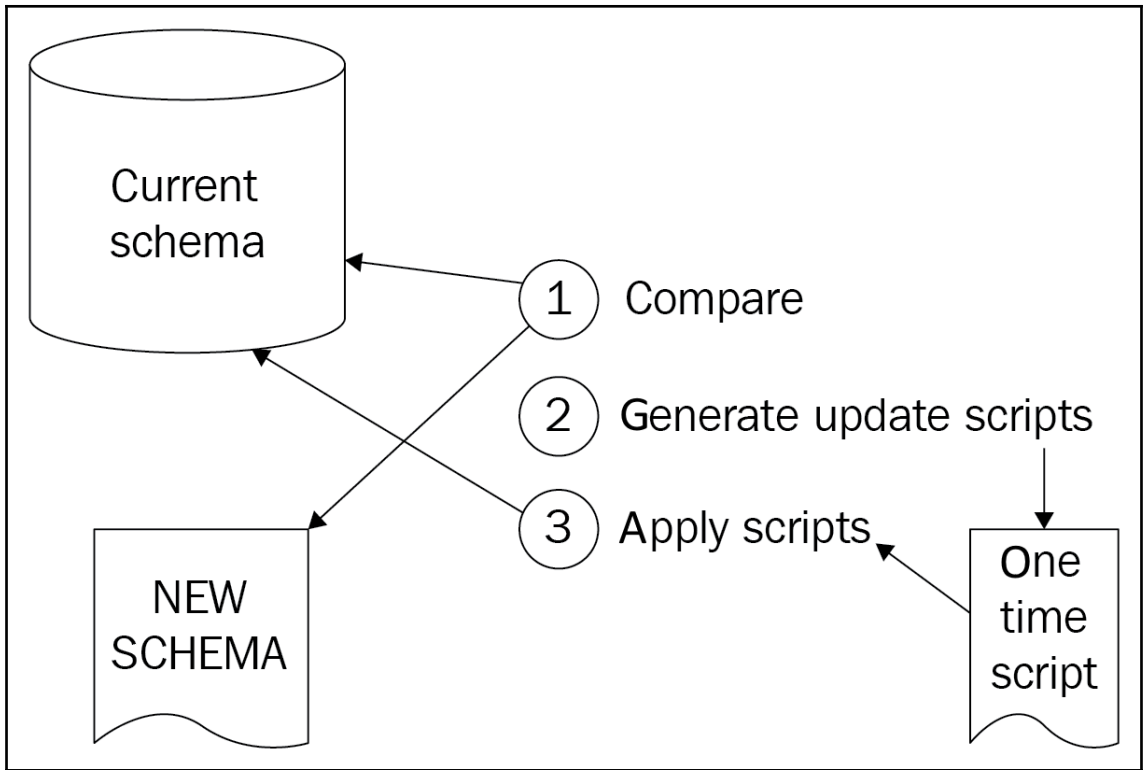 Current
schema
1 Compare
2 Generate update scripts
3 Apply scripts
NEW
SCHEMA
One
time
script